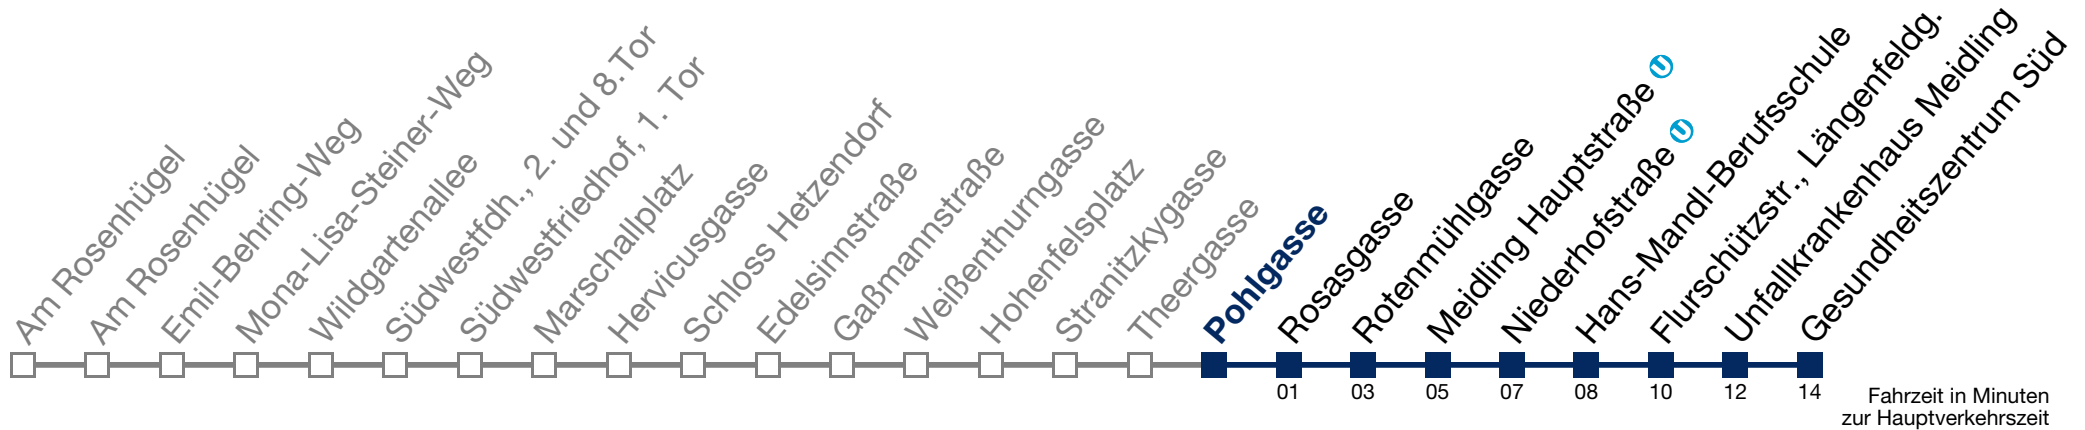 Am Rosenhügel
Am Rosenhügel
Emil-Behring-Weg
Mona-Lisa-Steiner-Weg
Wildgartenallee
Südwestfdh., 2. und 8.Tor
Südwestfriedhof, 1. Tor
Marschallplatz
Hervicusgasse
Schloss Hetzendorf
Edelsinnstraße
Gaßmannstraße
Weißenthurngasse
Hohenfelsplatz
Stranitzkygasse
Theergasse
Pohlgasse
Rosasgasse
Rotenmühlgasse
Meidling Hauptstraße U
Niederhofstraße U
Hans-Mandl-Berufsschule
Flurschützstr., Längenfeldg.
Unfallkrankenhaus Meidling
Gesundheitszentrum Süd
01 03 05 07 08 10 12 14
Fahrzeit in Minuten
zur Hauptverkehrszeit